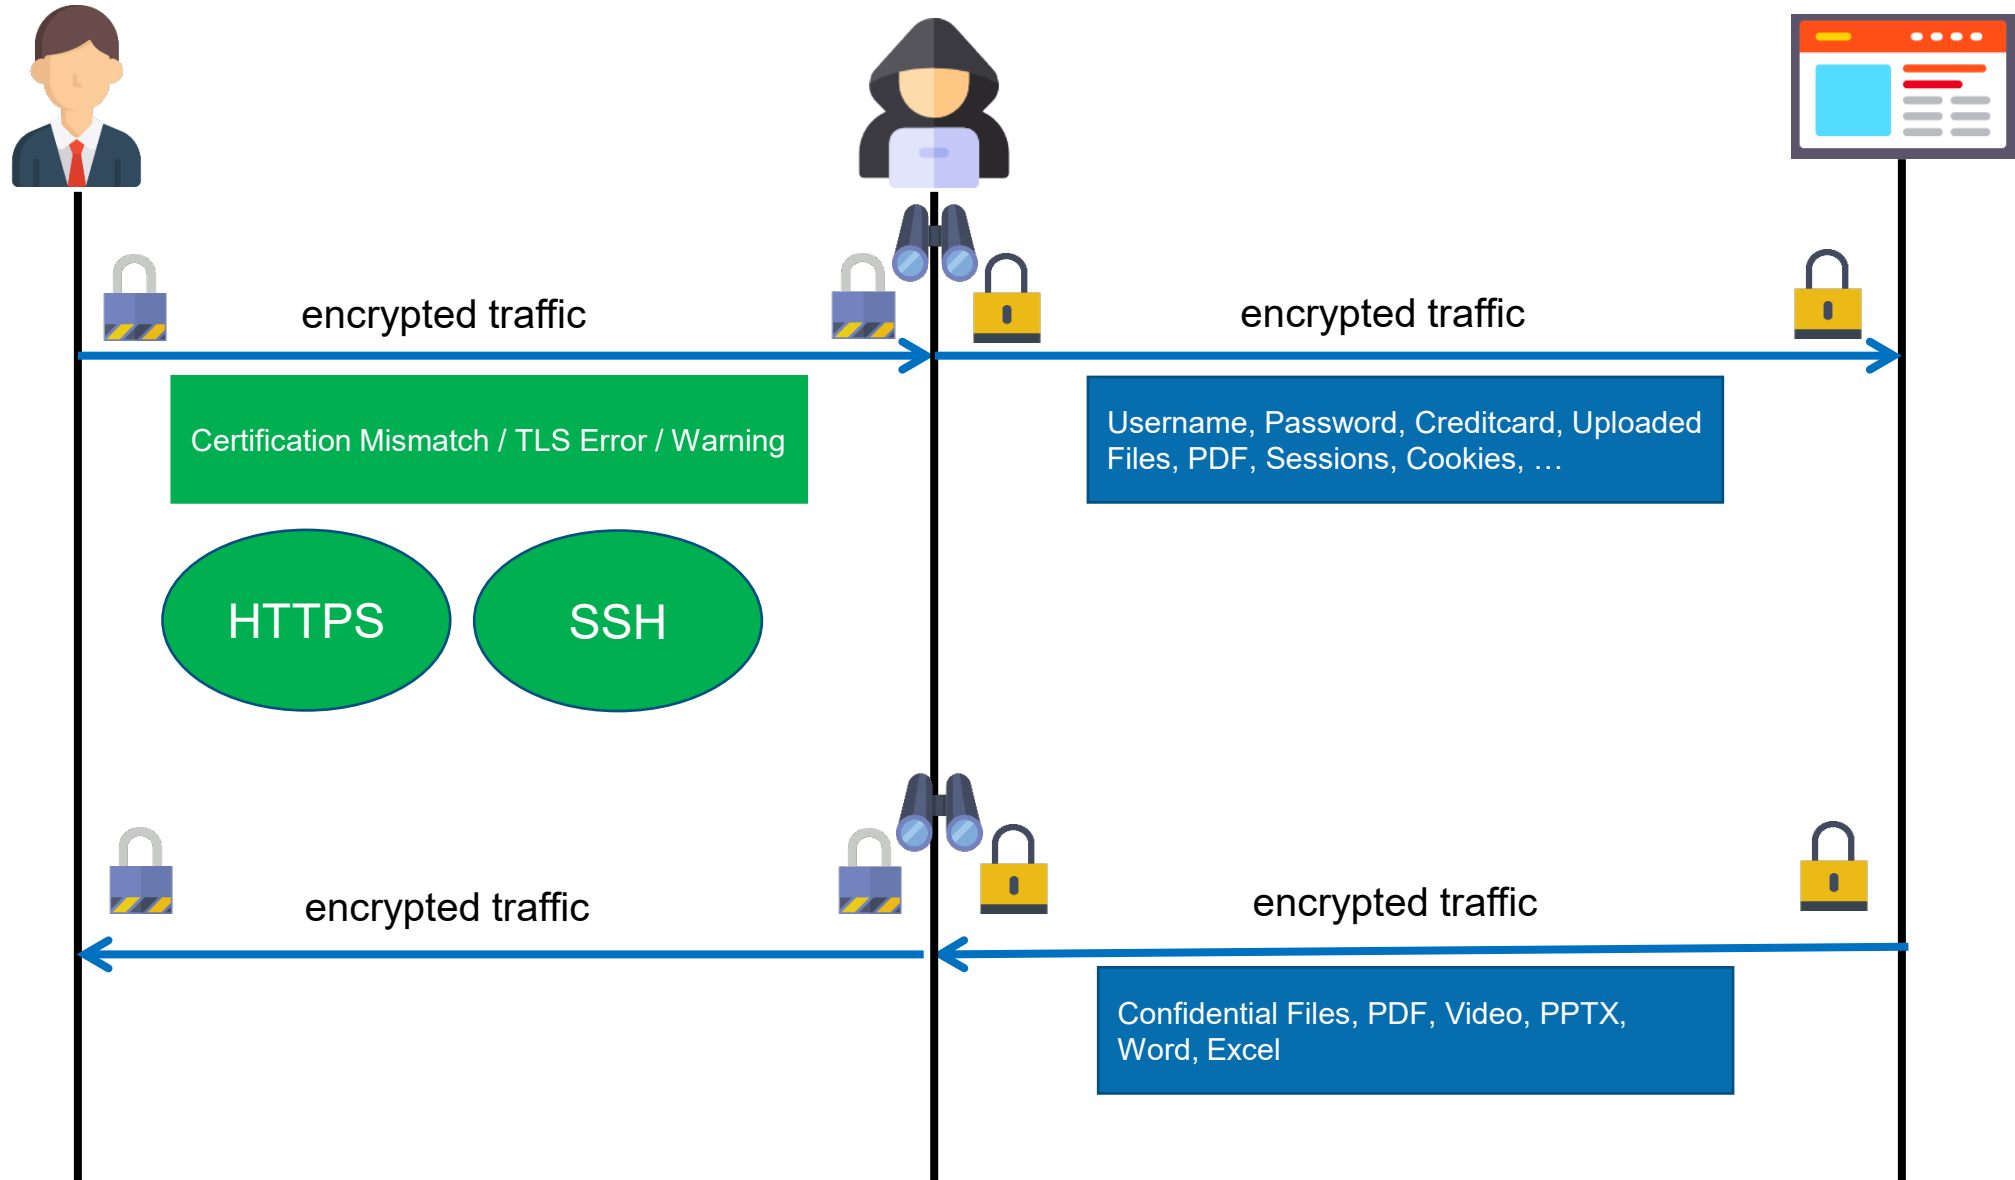 encrypted traffic
encrypted traffic
Certification Mismatch / TLS Error / Warning
Username, Password, Creditcard, Uploaded
Files, PDF, Sessions, Cookies, …
HTTPS
SSH
encrypted traffic
encrypted traffic
Confidential Files, PDF, Video, PPTX,
Word, Excel